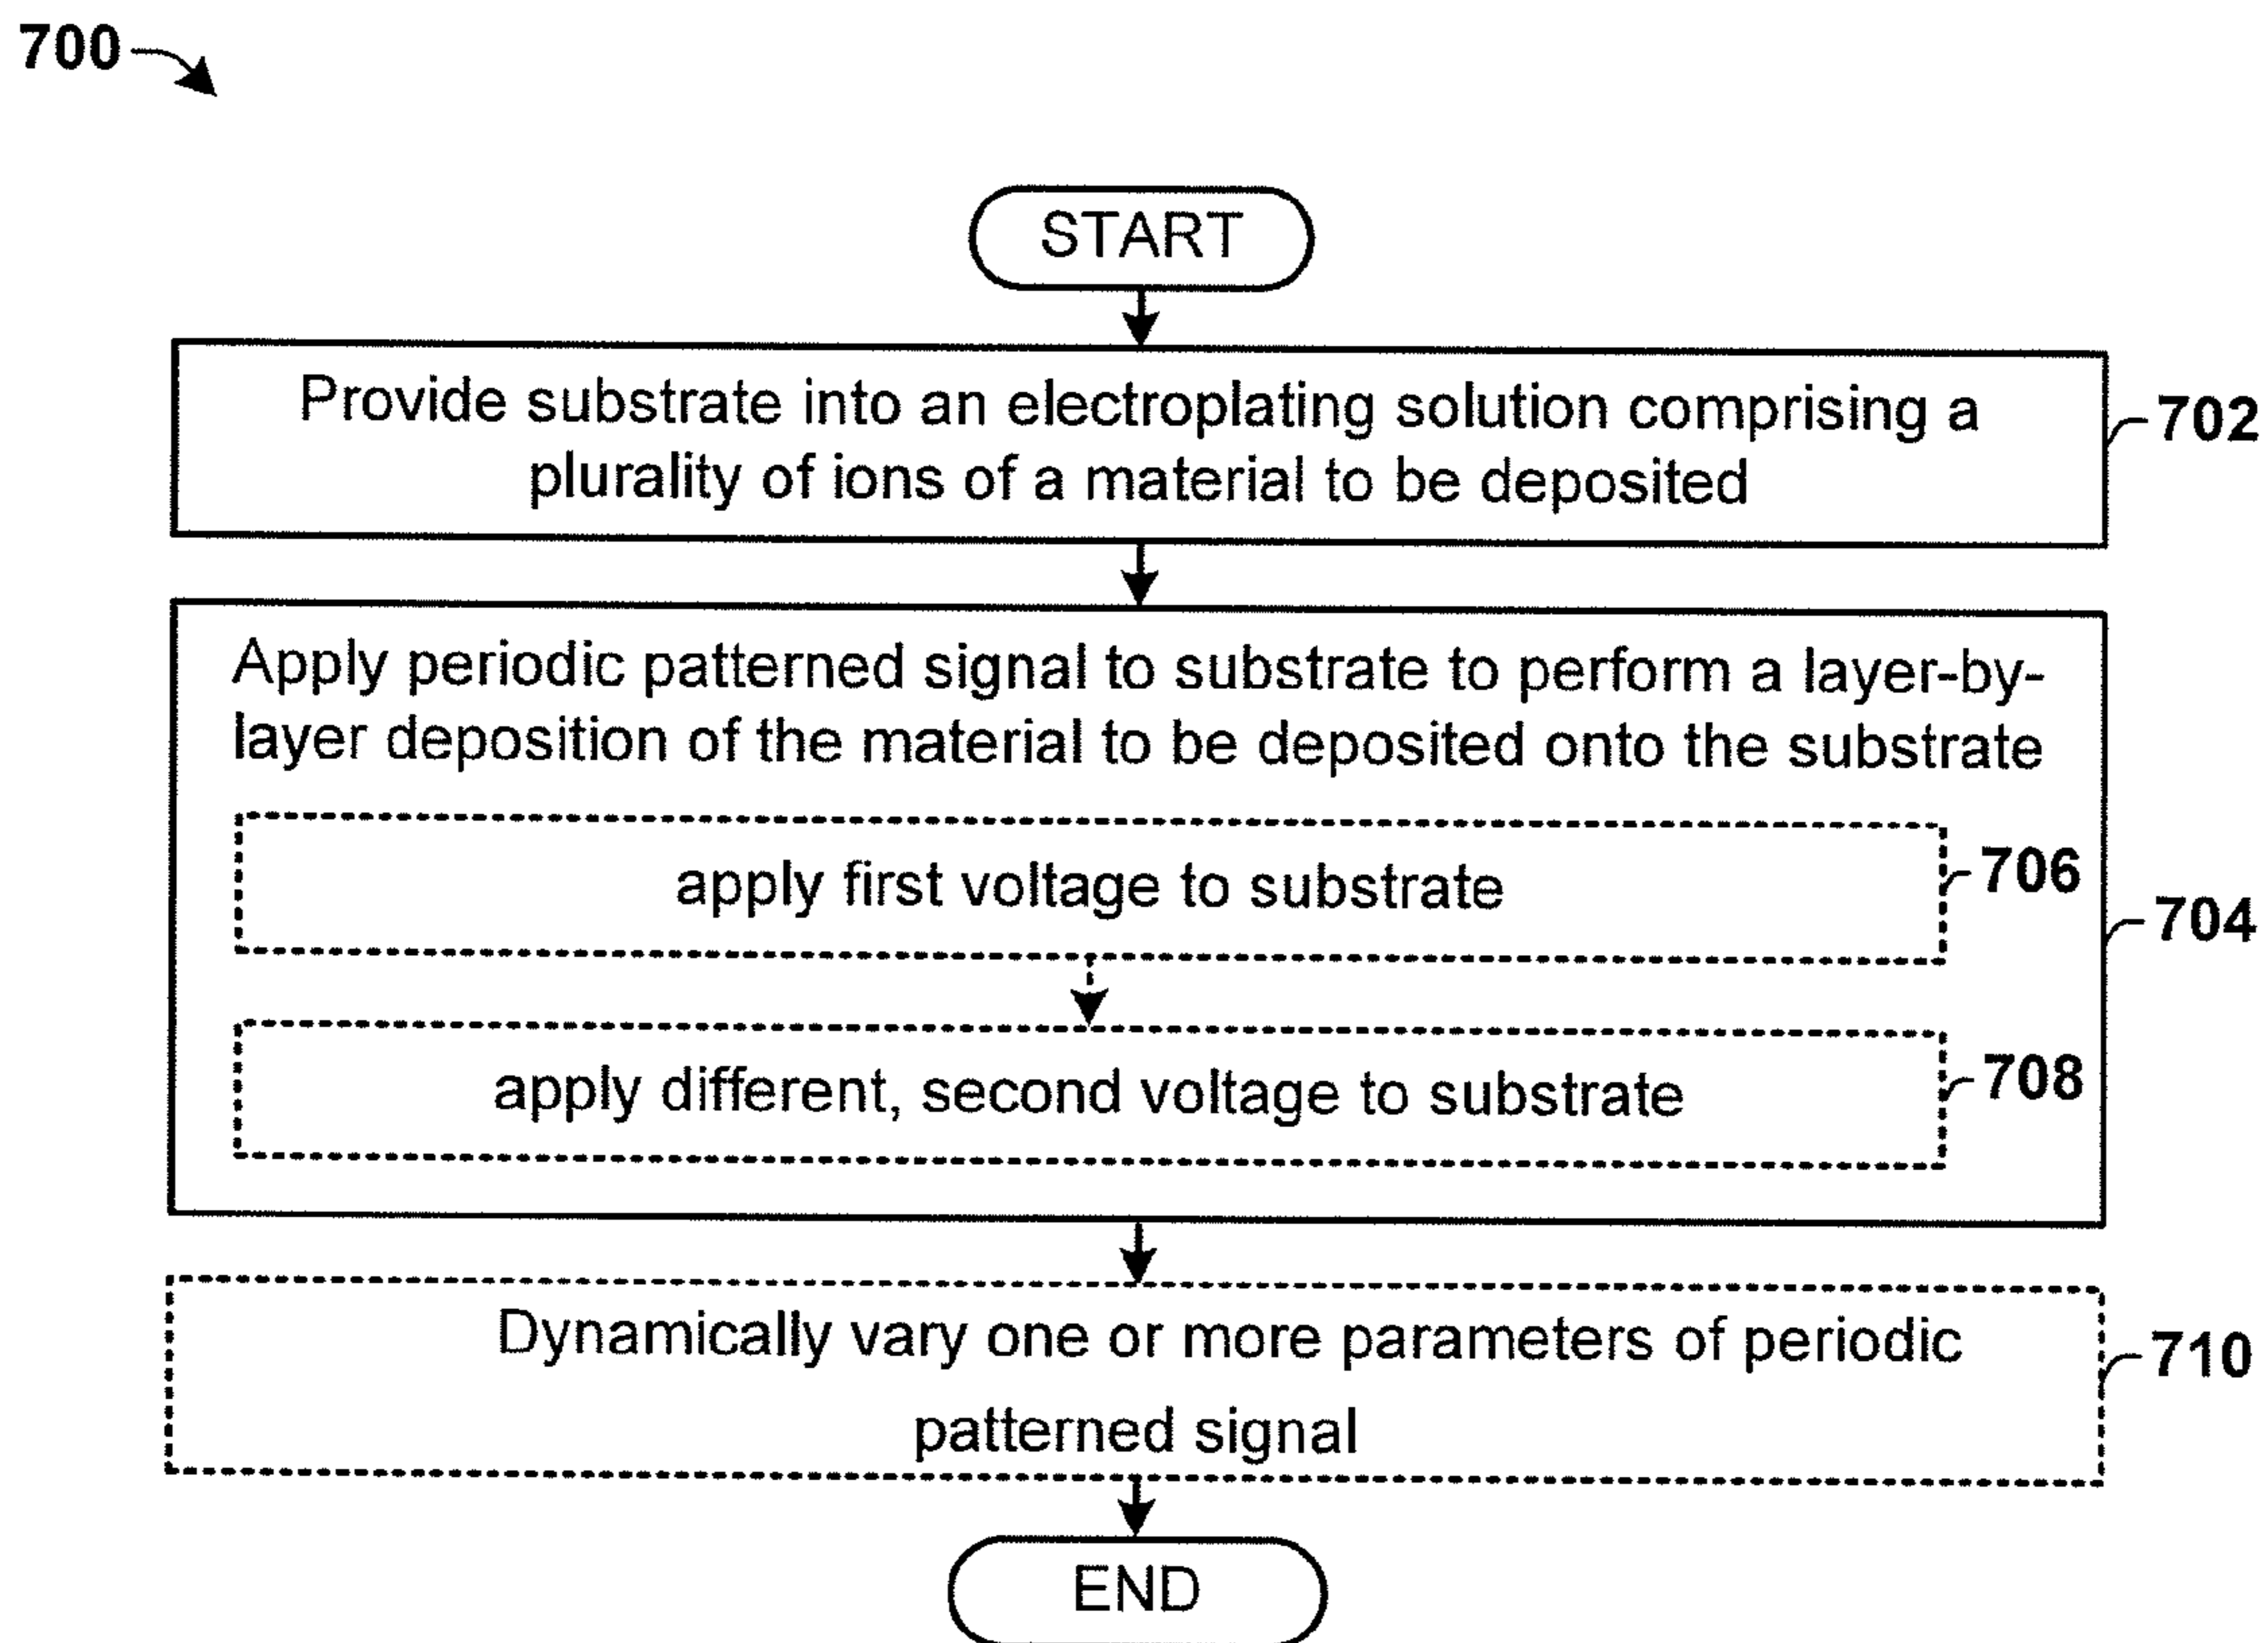 700
START
Provide substrate into an electroplating solution comprising a
plurality of ions of a material to be deposited
702
Apply periodic patterned signal to substrate to perform a layer-by-
layer deposition of the material to be deposited onto the substrate
apply first voltage to substrate
706
704
apply different, second voltage to substrate
708
Dynamically vary one or more parameters of periodic
patterned signal
710
END